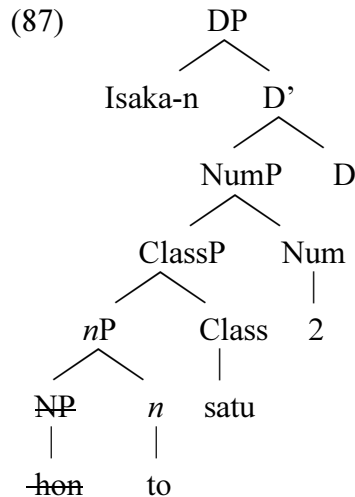 (87) DP
Isaka-n D’
NumP D
ClassP Num
nP Class 2
NP n satu
hon to